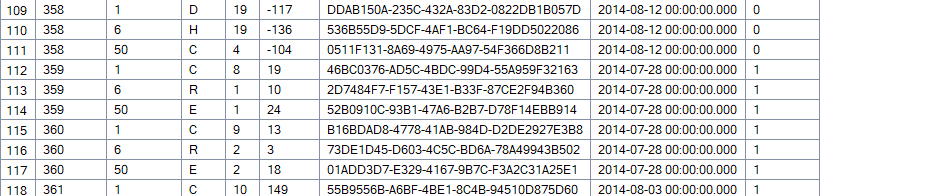 109 358 1 D 19 -117 DDAB150A-235C-432A-83D2-0822DB1B057D 2014-08-12 00:00:00.000 0
110 358 6 H 19 -136 536B55D9-5DCF-4AF1-BC64-F19DD5022086 2014-08-12 00:00:00.000 0
111 358 50 C 4 -104 0511F131-8A69-4975-AA97-54F366D8B211 2014-08-12 00:00:00.000 0
112 359 1 C 8 19 46BC0376-AD5C-4BDC-99D4-55A959F32163 2014-07-28 00:00:00.000 1
113 359 6 R 1 10 2D7484F7-F157-43E1-B33F-87CE2F94B360 2014-07-28 00:00:00.000 1
114 359 50 E 1 24 52B0910C-93B1-47A6-B2B7-D78F14EBB914 2014-07-28 00:00:00.000 1
115 360 1 C 9 13 B16BDAD8-4778-41AB-984D-D2DE2927E3B8 2014-07-28 00:00:00.000 1
116 360 6 R 2 3 73DE1D45-D603-4C5C-BD6A-78A49943B502 2014-07-28 00:00:00.000 1
117 360 50 E 2 18 01ADD3D7-E329-4167-9B7C-F3A2C31A25E1 2014-07-28 00:00:00.000 1
118 361 1 C 10 149 55B9556B-A6BF-4BE1-8C4B-94510D875D60 2014-08-03 00:00:00.000 1